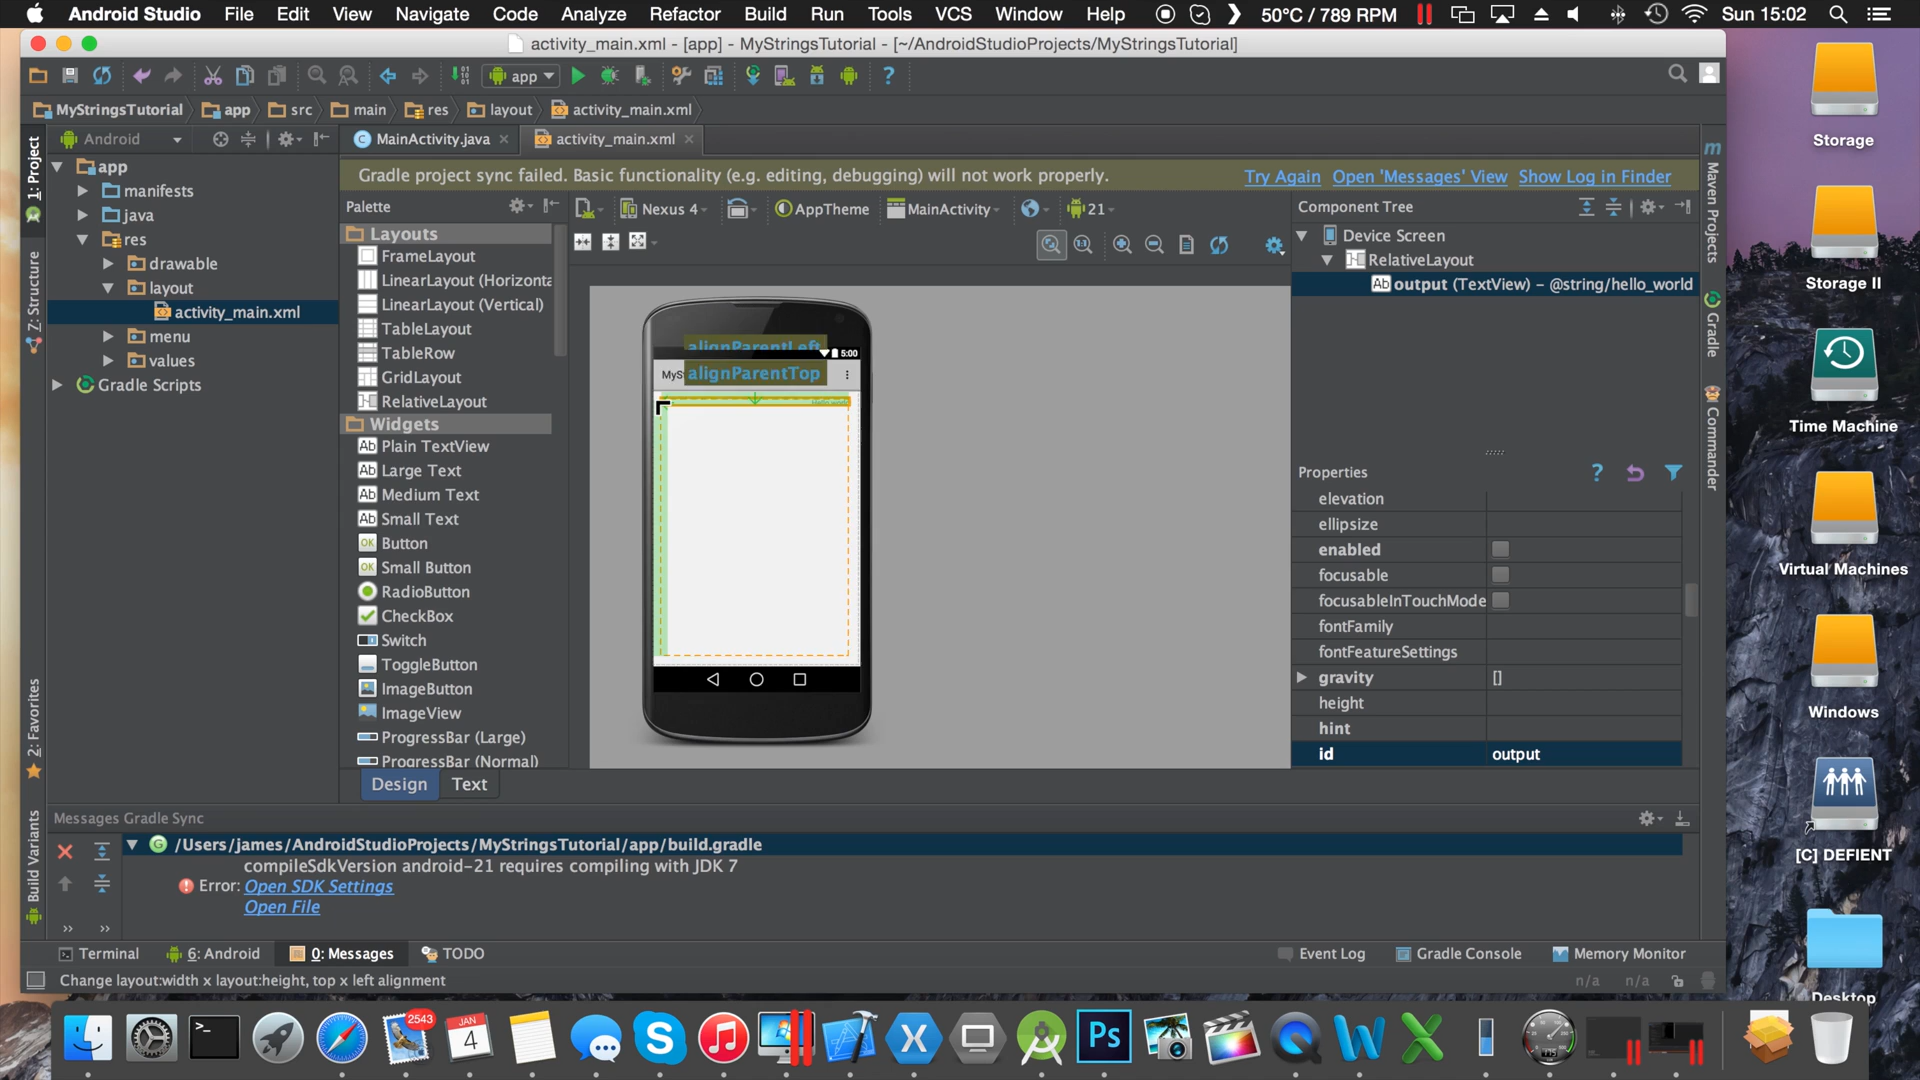 Android Studio File Edit View Navigate Code Analyze Refactor Build Run Tools VCS Window Help 50°C / 789 RPM Sun 15:02
activity_main.xml - [app] - MyStringsTutorial - [~/AndroidStudioProjects/MyStringsTutorial]
app
MyStringsTutorial app src main res layout activity_main.xml
Android
MainActivity.java activity_main.xml
Gradle project sync failed. Basic functionality (e.g. editing, debugging) will not work properly. Try Again Open 'Messages' View Show Log in Finder
1: Project
7: Structure
2: Favorites
Build Variants
app
manifests
java
res
drawable
layout
activity_main.xml
menu
values
Gradle Scripts
Palette
Layouts
FrameLayout
LinearLayout (Horizonta
LinearLayout (Vertical)
TableLayout
TableRow
GridLayout
RelativeLayout
Widgets
Plain TextView
Large Text
Medium Text
Small Text
Button
Small Button
RadioButton
CheckBox
Switch
ToggleButton
ImageButton
ImageView
ProgressBar (Large)
ProgressBar (Normal)
Design Text
Nexus 4 AppTheme MainActivity 21
alignParentLeft
5:00
MyS
alignParentTop
Component Tree
Device Screen
RelativeLayout
output (TextView) – @string/hello_world
Properties
elevation
ellipsize
enabled
focusable
focusableInTouchMode
fontFamily
fontFeatureSettings
gravity []
height
hint
id output
Maven Projects
Gradle
Commander
Messages Gradle Sync
/Users/james/AndroidStudioProjects/MyStringsTutorial/app/build.gradle
compileSdkVersion android-21 requires compiling with JDK 7
Error: Open SDK Settings
Open File
Terminal 6: Android 0: Messages TODO Event Log Gradle Console Memory Monitor
Change layout:width x layout:height, top x left alignment n/a n/a
Storage
Storage II
Time Machine
Virtual Machines
Windows
[C] DEFIENT
Desktop
2543
JAN
4
Ps